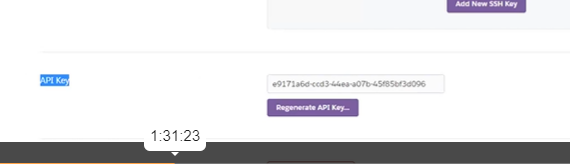 Add New SSH Key
API Key
e9171a6d-ccd3-44ea-a07b-45f85bf3d096
Regenerate API Key...
1:31:23